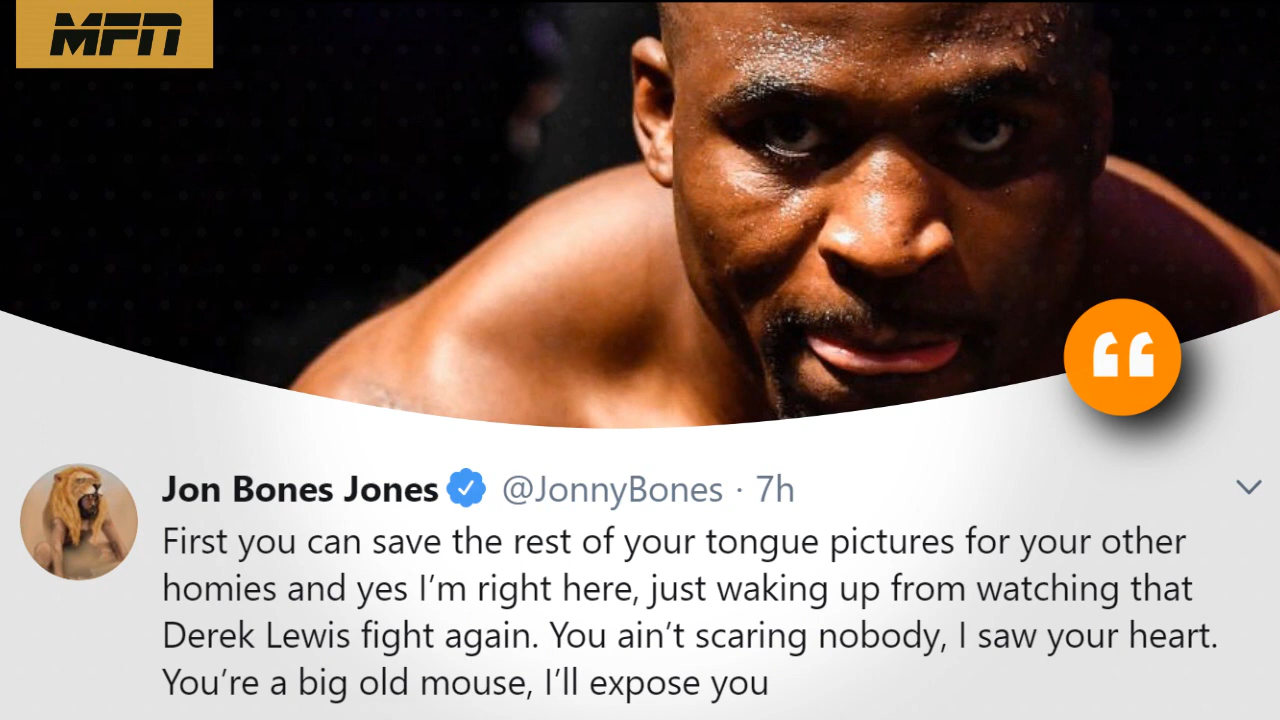 MFN
“
Jon Bones Jones @JonnyBones · 7h
First you can save the rest of your tongue pictures for your other
homies and yes I’m right here, just waking up from watching that
Derek Lewis fight again. You ain’t scaring nobody, I saw your heart.
You’re a big old mouse, I’ll expose you